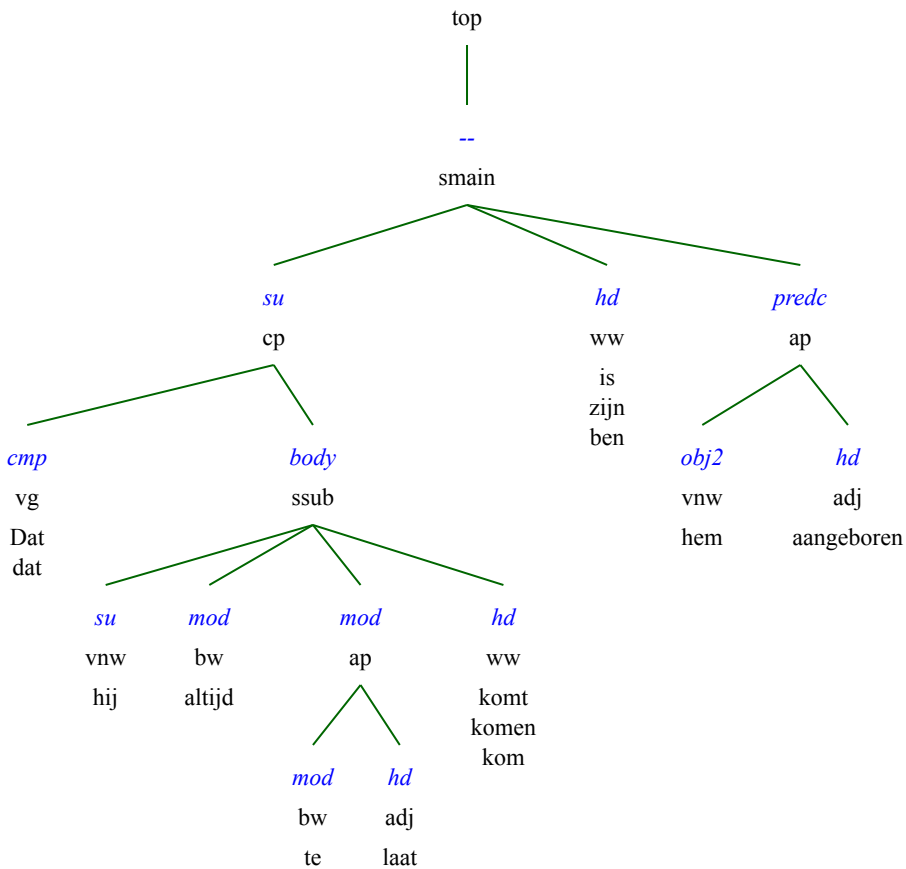 top
--
smain
su hd predc
cp ww ap
is
zijn
ben
cmp body obj2 hd
vg ssub vnw adj
Dat hem aangeboren
dat
su mod mod hd
vnw bw ap ww
hij altijd komt
komen
kom
mod hd
bw adj
te laat